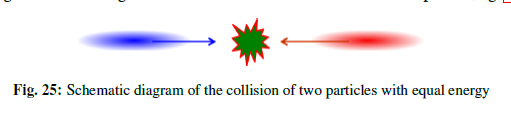 Fig. 25: Schematic diagram of the collision of two particles with equal energy